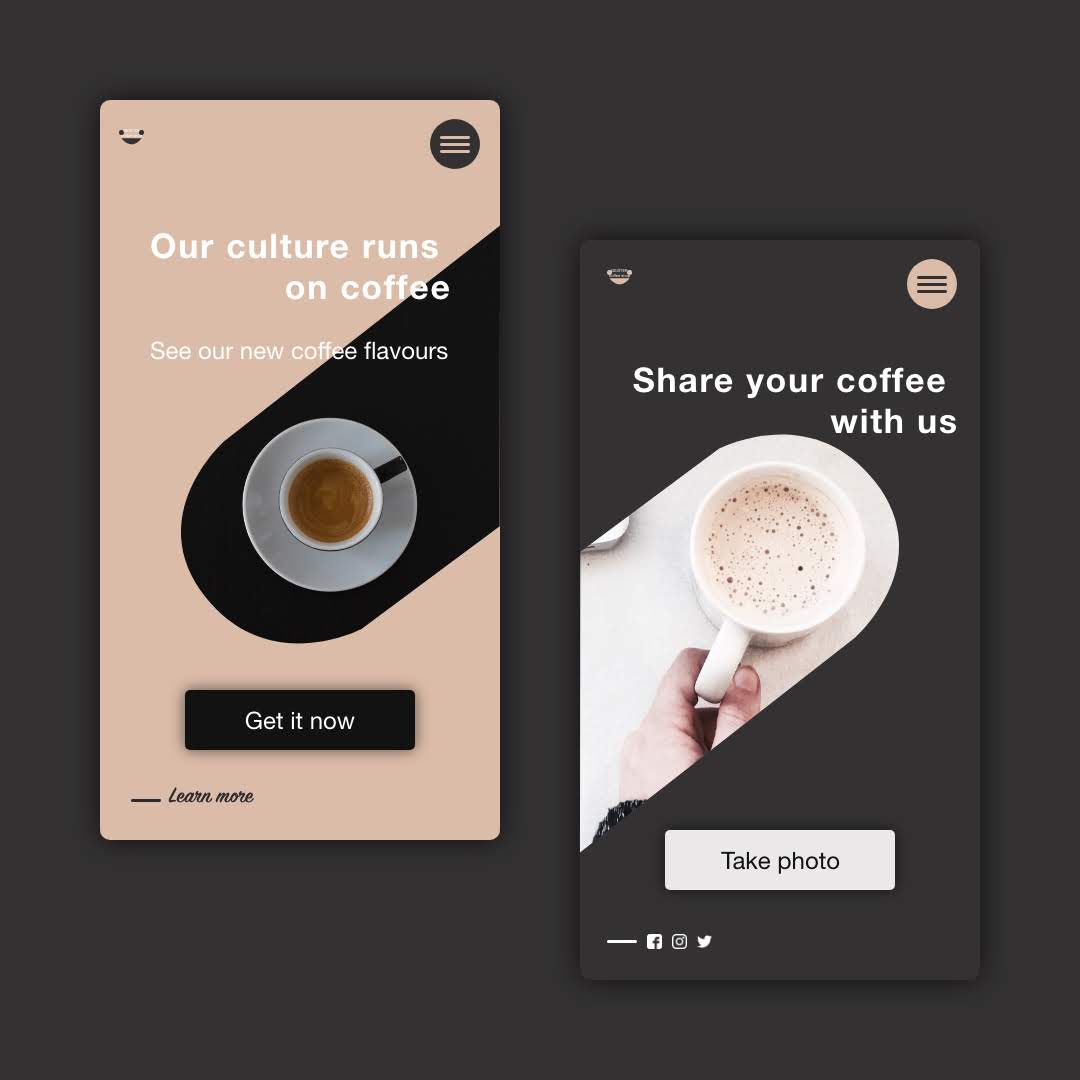 Our culture runs
on coffee
See our new coffee flavours
Get it now
Learn more
Share your coffee
with us
Take photo